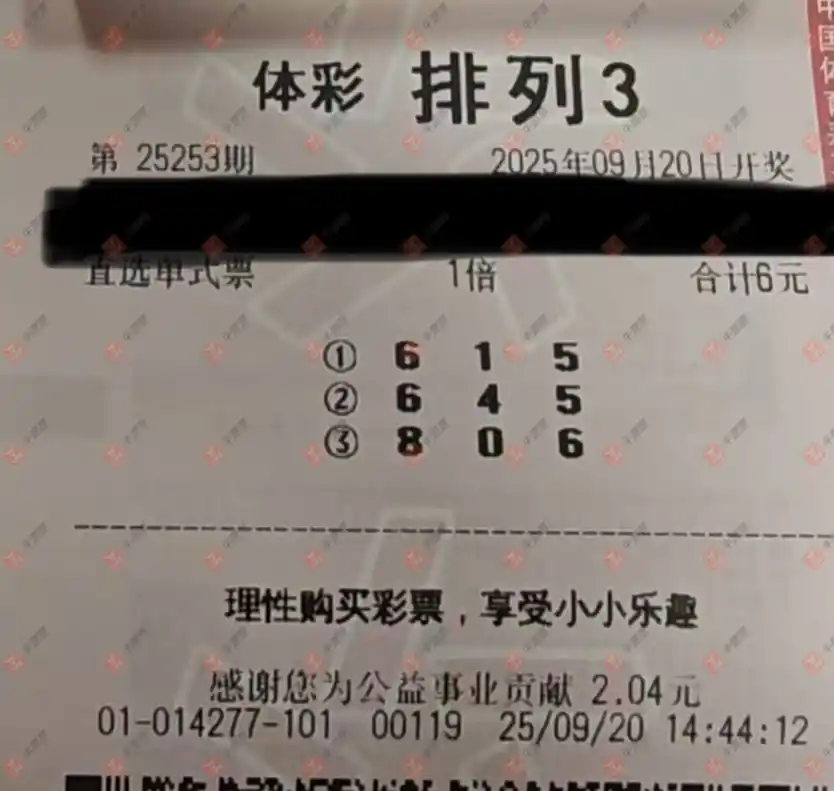 体彩 排列3
第 25253期 2025年09月20日开奖
直选单式票 1倍 合计6元
① 6 1 5
② 6 4 5
③ 8 0 6
理性购买彩票，享受小小乐趣
感谢您为公益事业贡献 2.04元
01-014277-101 00119 25/09/20 14:44:12
中国体